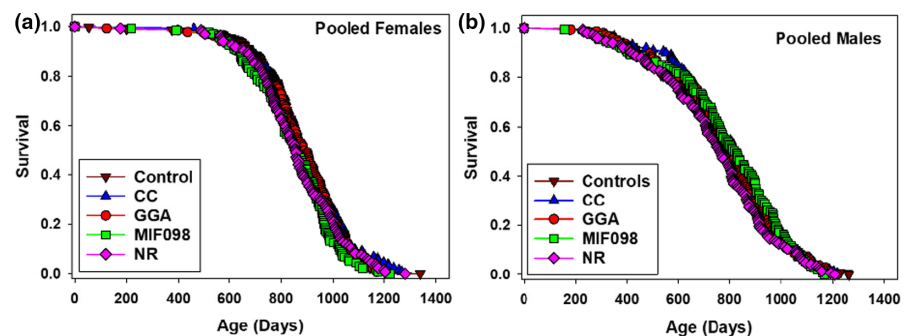 (a)
Pooled Females
Survival
1.0
0.8
0.6
0.4
0.2
0.0
Control
CC
GGA
MIF098
NR
0 200 400 600 800 1000 1200 1400
Age (Days)
(b)
Pooled Males
Survival
1.0
0.8
0.6
0.4
0.2
0.0
Controls
CC
GGA
MIF098
NR
0 200 400 600 800 1000 1200 1400
Age (Days)